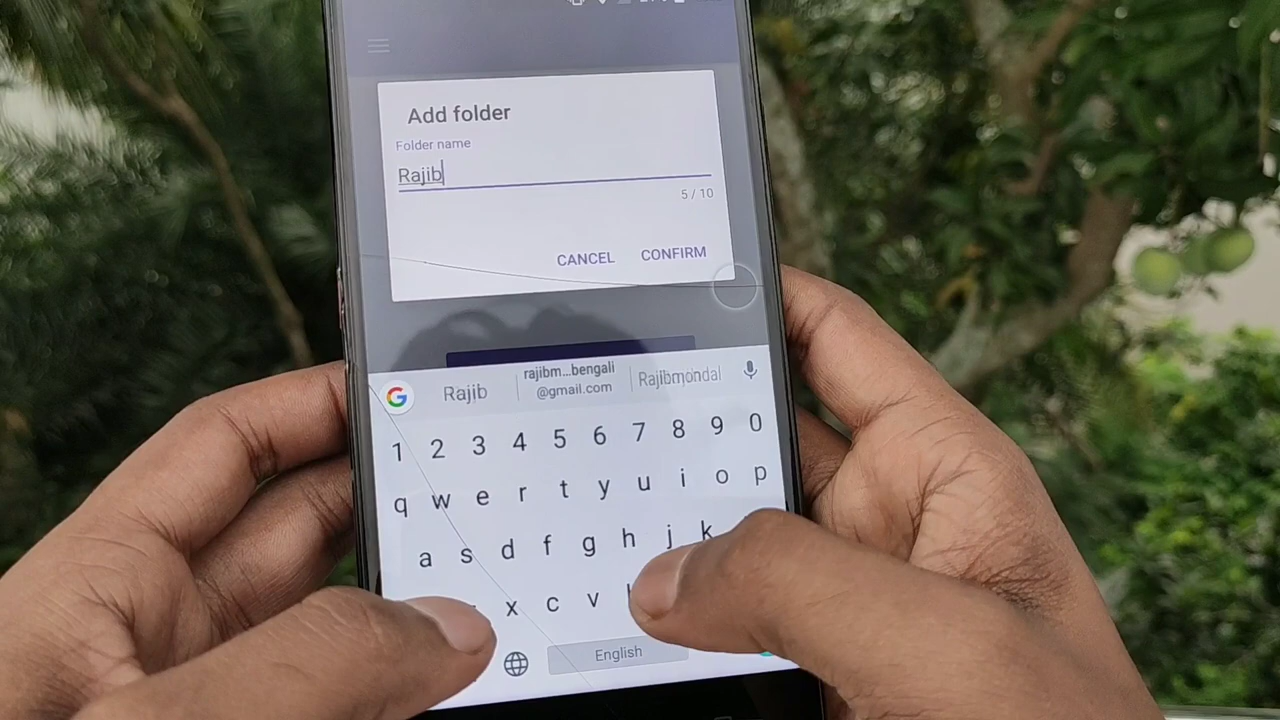 Add folder
Folder name
Rajib
5 / 10
CANCEL CONFIRM
Rajib rajibm...bengali @gmail.com Rajibmondal
1 2 3 4 5 6 7 8 9 0
q w e r t y u i o p
a s d f g h j k
x c v
English